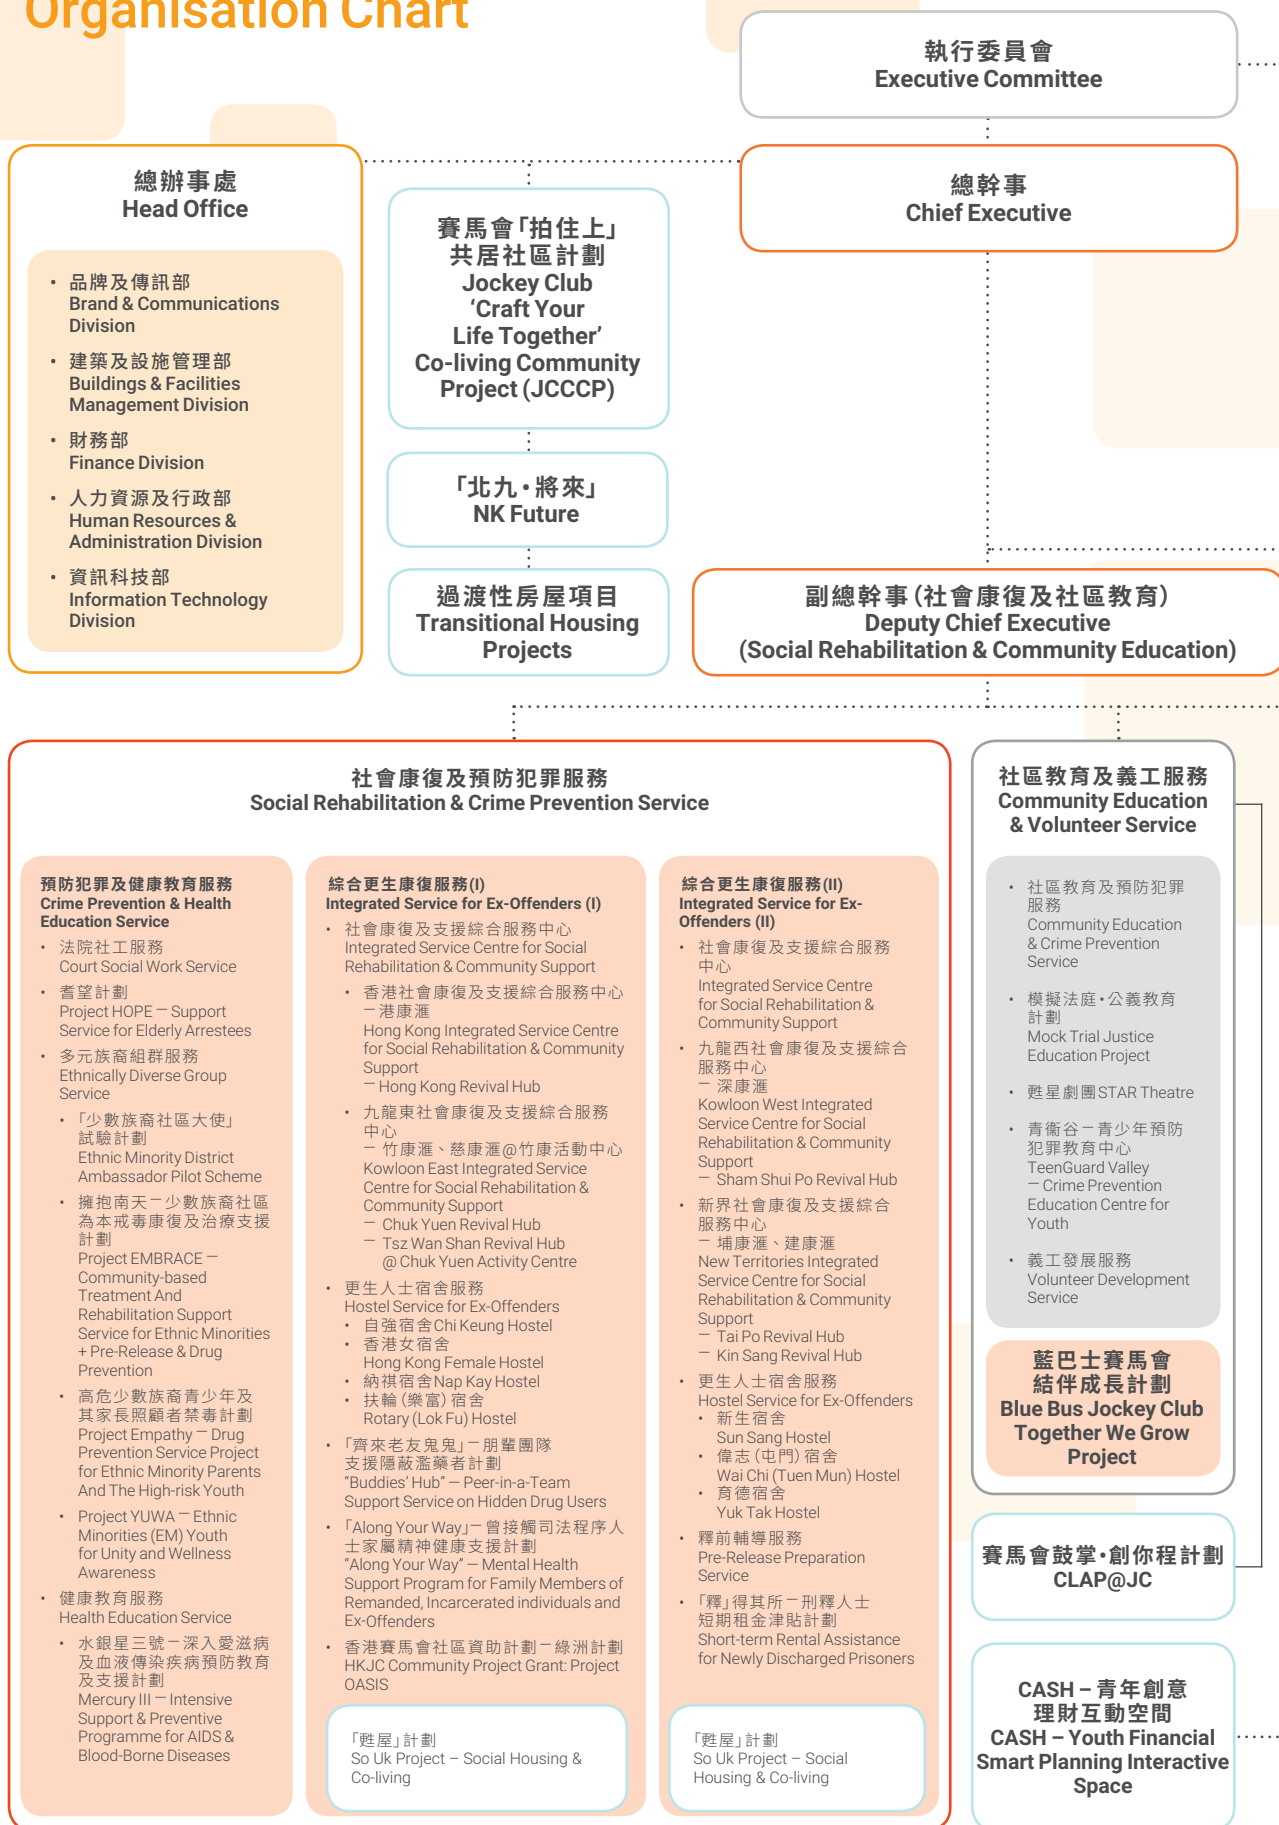 Organisation Chart
執行委員會
Executive Committee
總幹事
Chief Executive
總辦事處
Head Office
• 品牌及傳訊部
Brand & Communications
Division
• 建築及設施管理部
Buildings & Facilities
Management Division
• 財務部
Finance Division
• 人力資源及行政部
Human Resources &
Administration Division
• 資訊科技部
Information Technology
Division
賽馬會「拍住上」
共居社區計劃
Jockey Club
‘Craft Your
Life Together’
Co-living Community
Project (JCCCP)
「北九•將來」
NK Future
過渡性房屋項目
Transitional Housing
Projects
副總幹事（社會康復及社區教育）
Deputy Chief Executive
(Social Rehabilitation & Community Education)
社會康復及預防犯罪服務
Social Rehabilitation & Crime Prevention Service
預防犯罪及健康教育服務
Crime Prevention & Health
Education Service
• 法院社工服務
Court Social Work Service
• 耆望計劃
Project HOPE – Support
Service for Elderly Arrestees
• 多元族裔組群服務
Ethnically Diverse Group
Service
• 「少數族裔社區大使」
試驗計劃
Ethnic Minority District
Ambassador Pilot Scheme
• 擁抱南天–少數族裔社區
為本戒毒康復及治療支援
計劃
Project EMBRACE –
Community-based
Treatment And
Rehabilitation Support
Service for Ethnic Minorities
+ Pre-Release & Drug
Prevention
• 高危少數族裔青少年及
其家長照顧者禁毒計劃
Project Empathy – Drug
Prevention Service Project
for Ethnic Minority Parents
And The High-risk Youth
• Project YUWA – Ethnic
Minorities (EM) Youth
for Unity and Wellness
Awareness
• 健康教育服務
Health Education Service
• 水銀星三號–深入愛滋病
及血液傳染疾病預防教育
及支援計劃
Mercury III – Intensive
Support & Preventive
Programme for AIDS &
Blood-Borne Diseases
綜合更生康復服務(I)
Integrated Service for Ex-Offenders (I)
• 社會康復及支援綜合服務中心
Integrated Service Centre for Social
Rehabilitation & Community Support
• 香港社會康復及支援綜合服務中心
–港康滙
Hong Kong Integrated Service Centre
for Social Rehabilitation & Community
Support
– Hong Kong Revival Hub
• 九龍東社會康復及支援綜合服務
中心
– 竹康滙、慈康滙@竹康活動中心
Kowloon East Integrated Service
Centre for Social Rehabilitation &
Community Support
– Chuk Yuen Revival Hub
– Tsz Wan Shan Revival Hub
@ Chuk Yuen Activity Centre
• 更生人士宿舍服務
Hostel Service for Ex-Offenders
• 自強宿舍Chi Keung Hostel
• 香港女宿舍
Hong Kong Female Hostel
• 納祺宿舍Nap Kay Hostel
• 扶輪（樂富）宿舍
Rotary (Lok Fu) Hostel
• 「齊來老友鬼鬼」–朋輩團隊
支援隱蔽濫藥者計劃
“Buddies’ Hub” – Peer-in-a-Team
Support Service on Hidden Drug Users
• 「Along Your Way」–曾接觸司法程序人
士家屬精神健康支援計劃
“Along Your Way” – Mental Health
Support Program for Family Members of
Remanded, Incarcerated individuals and
Ex-Offenders
• 香港賽馬會社區資助計劃–綠洲計劃
HKJC Community Project Grant: Project
OASIS
「甦屋」計劃
So Uk Project – Social Housing &
Co-living
綜合更生康復服務(II)
Integrated Service for Ex-
Offenders (II)
• 社會康復及支援綜合服務
中心
Integrated Service Centre
for Social Rehabilitation &
Community Support
• 九龍西社會康復及支援綜合
服務中心
– 深康滙
Kowloon West Integrated
Service Centre for Social
Rehabilitation & Community
Support
– Sham Shui Po Revival Hub
• 新界社會康復及支援綜合
服務中心
– 埔康滙、建康滙
New Territories Integrated
Service Centre for Social
Rehabilitation & Community
Support
– Tai Po Revival Hub
– Kin Sang Revival Hub
• 更生人士宿舍服務
Hostel Service for Ex-Offenders
• 新生宿舍
Sun Sang Hostel
• 偉志（屯門）宿舍
Wai Chi (Tuen Mun) Hostel
• 育德宿舍
Yuk Tak Hostel
• 釋前輔導服務
Pre-Release Preparation
Service
• 「釋」得其所–刑釋人士
短期租金津貼計劃
Short-term Rental Assistance
for Newly Discharged Prisoners
「甦屋」計劃
So Uk Project – Social
Housing & Co-living
社區教育及義工服務
Community Education
& Volunteer Service
• 社區教育及預防犯罪
服務
Community Education
& Crime Prevention
Service
• 模擬法庭•公義教育
計劃
Mock Trial Justice
Education Project
• 甦星劇團STAR Theatre
• 青衞谷–青少年預防
犯罪教育中心
TeenGuard Valley
– Crime Prevention
Education Centre for
Youth
• 義工發展服務
Volunteer Development
Service
藍巴士賽馬會
結伴成長計劃
Blue Bus Jockey Club
Together We Grow
Project
賽馬會鼓掌•創你程計劃
CLAP@JC
CASH – 青年創意
理財互動空間
CASH – Youth Financial
Smart Planning Interactive
Space